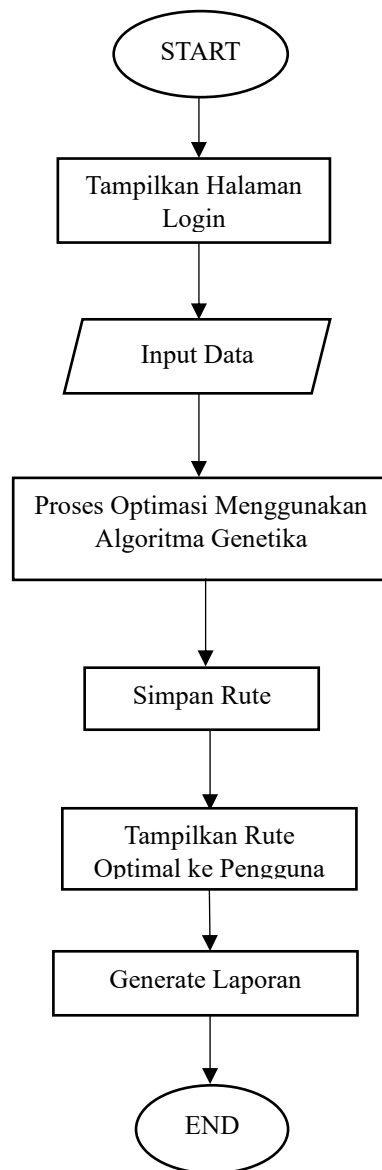 START
Tampilkan Halaman
Login
Input Data
Proses Optimasi Menggunakan
Algoritma Genetika
Simpan Rute
Tampilkan Rute
Optimal ke Pengguna
Generate Laporan
END